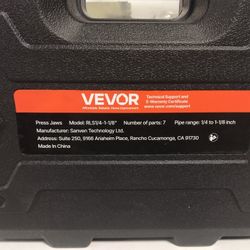 VEVOR
Technical Support and
E-Warranty Certificate
www.vevor.com/support
Press Jaws Model: RLS1/4-1-1/8" Number of parts: 7 Pipe range: 1/4 to 1-1/8 inch
Manufacturer: Sanven Technology Ltd.
Address: Suite 250, 9166 Anaheim Place, Rancho Cucamonga, CA 91730
Made In China